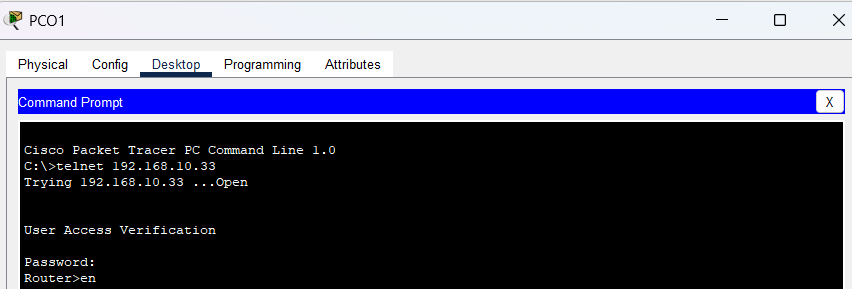 PCO1
Physical Config Desktop Programming Attributes
Command Prompt X
Cisco Packet Tracer PC Command Line 1.0
C:\>telnet 192.168.10.33
Trying 192.168.10.33 ...Open
User Access Verification
Password:
Router>en